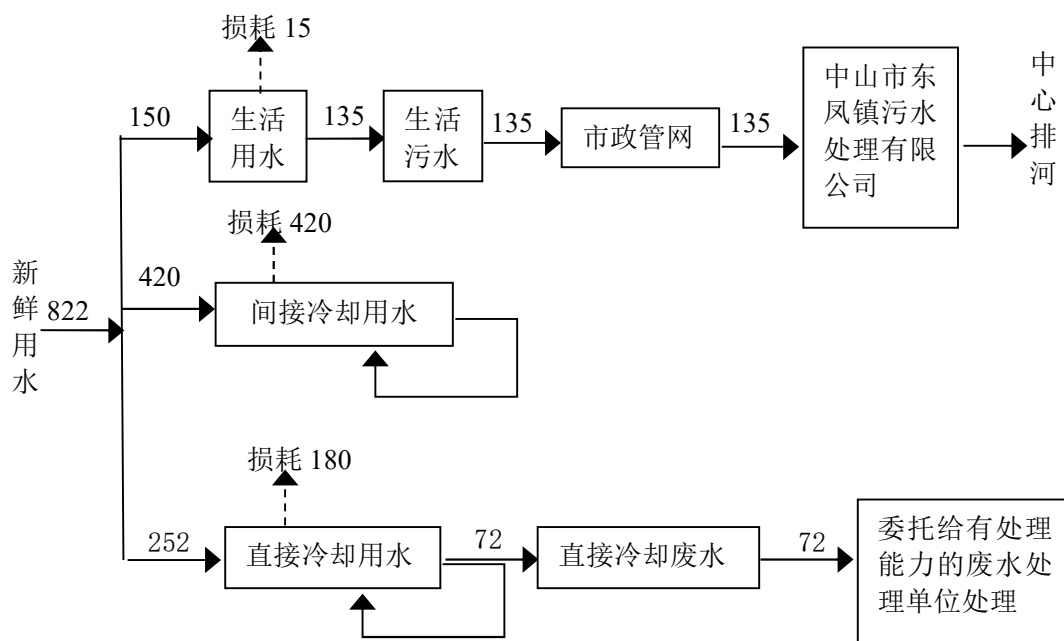 损耗 15
150
生活
用水
135
生活
污水
135
市政管网
135
中山市东
凤镇污水
处理有限
公司
中
心
排
河
损耗 420
新
鲜
用
水
822
420
间接冷却用水
损耗 180
252
直接冷却用水
72
直接冷却废水
72
委托给有处理
能力的废水处
理单位处理